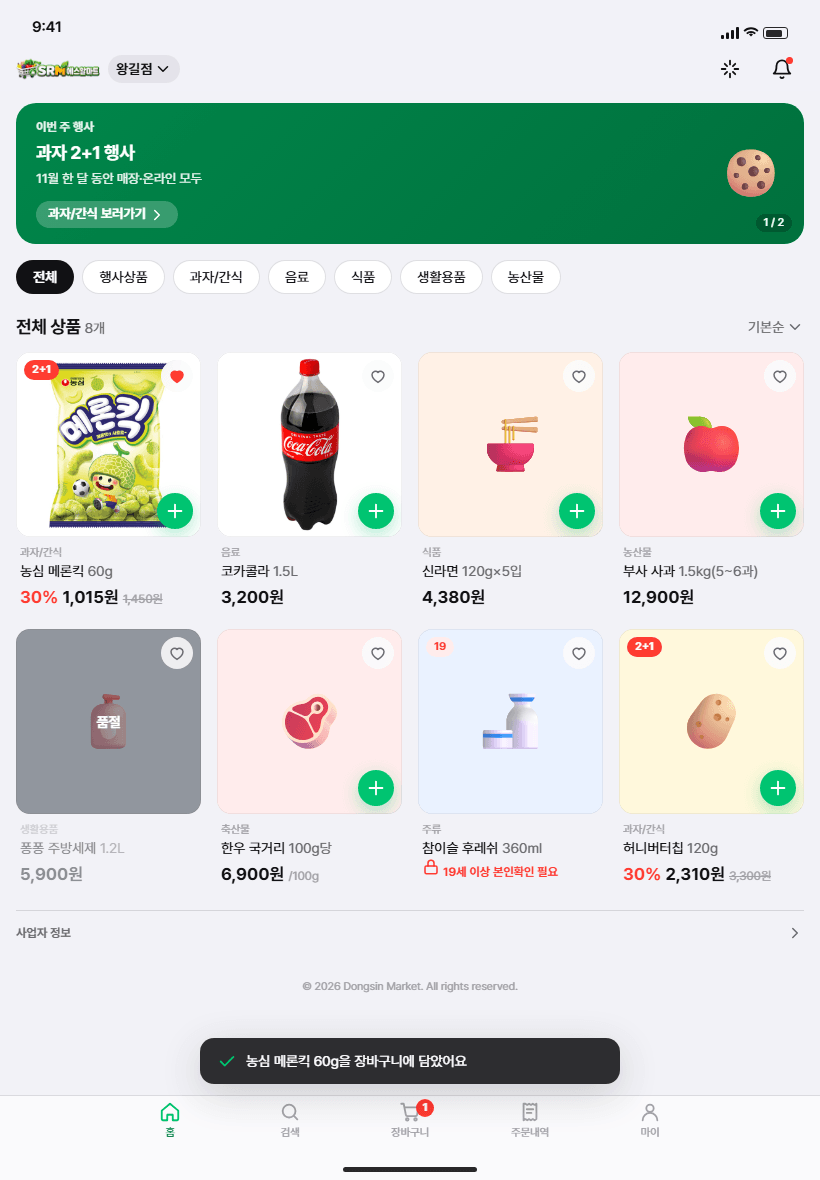 9:41
SRM 에스알마트
왕길점
이번 주 행사
과자 2+1 행사
11월 한 달 동안 매장·온라인 모두
과자/간식 보러가기
1 / 2
전체
행사상품
과자/간식
음료
식품
생활용품
농산물
전체 상품 8개
기본순
2+1
농심
메론킥
Coca-Cola
과자/간식
농심 메론킥 60g
30% 1,015원 1,450원
음료
코카콜라 1.5L
3,200원
식품
신라면 120g×5입
4,380원
농산물
부사 사과 1.5kg(5~6과)
12,900원
품절
19
2+1
생활용품
퐁퐁 주방세제 1.2L
5,900원
축산물
한우 국거리 100g당
6,900원 /100g
주류
참이슬 후레쉬 360ml
19세 이상 본인확인 필요
과자/간식
허니버터칩 120g
30% 2,310원 3,300원
사업자 정보
© 2026 Dongsin Market. All rights reserved.
농심 메론킥 60g을 장바구니에 담았어요
1
홈
검색
장바구니
주문내역
마이